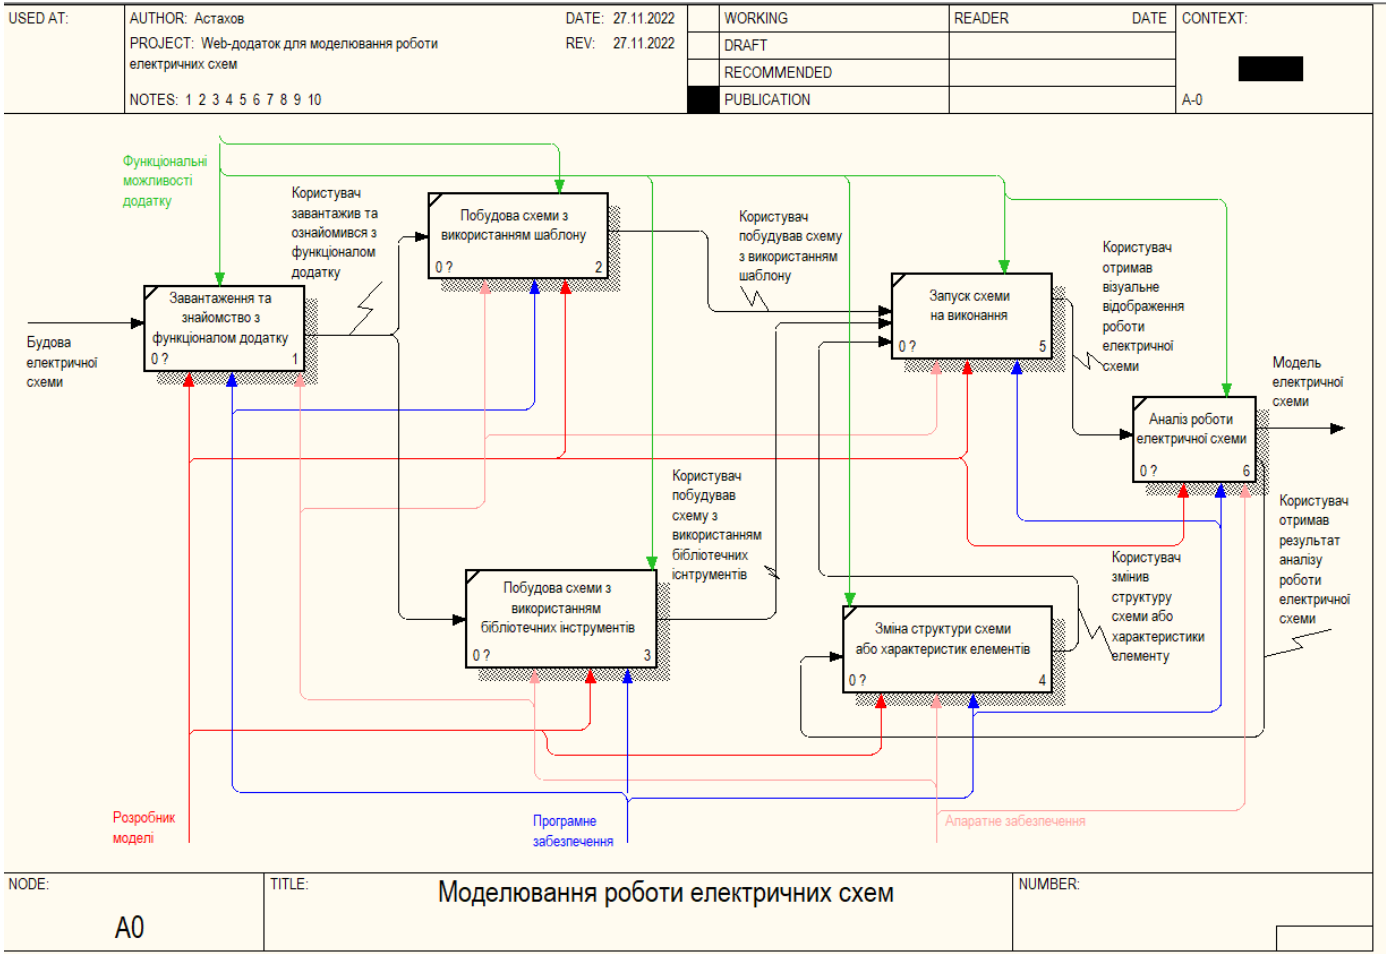 USED AT:
AUTHOR: Астахов
DATE: 27.11.2022
PROJECT: Web-додаток для моделювання роботи
електричних схем
REV: 27.11.2022
NOTES: 1 2 3 4 5 6 7 8 9 10
WORKING
DRAFT
RECOMMENDED
PUBLICATION
READER
DATE
CONTEXT:
A-0
Функціональні
можливості
додатку
Користувач
завантажив та
ознайомився з
функціоналом
додатку
Побудова схеми з
використанням шаблону
0 ?
2
Користувач
побудував схему
з використанням
шаблону
Користувач
отримав
візуальне
відображення
роботи
електричної
схеми
Завантаження та
знайомство з
функціоналом додатку
0 ?
1
Запуск схеми
на виконання
0 ?
5
Будова
електричної
схеми
Модель
електричної
схеми
Аналіз роботи
електричної схеми
0 ?
6
Користувач
побудував
схему з
використанням
бібліотечних
існтрументів
Користувач
отримав
результат
аналізу
роботи
електричної
схеми
Користувач
змінив
структуру
схеми або
характеристики
елементу
Побудова схеми з
використанням
бібліотечних інструментів
0 ?
3
Зміна структури схеми
або характеристик елементів
0 ?
4
Розробник
моделі
Програмне
забезпечення
Апаратне забезпечення
NODE:
A0
TITLE:
Моделювання роботи електричних схем
NUMBER: